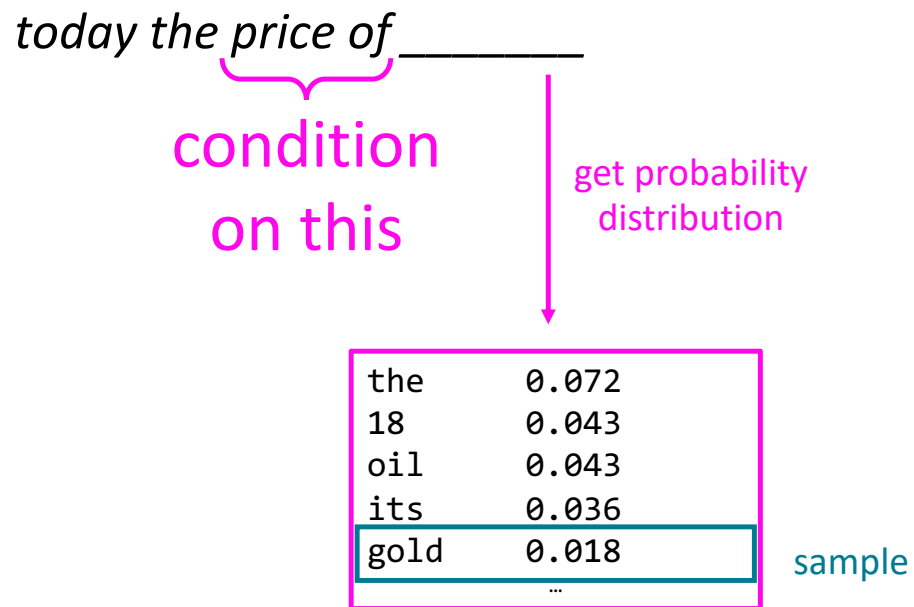 today the price of _______
condition
on this
get probability
distribution
the 0.072
18 0.043
oil 0.043
its 0.036
gold 0.018
sample
…